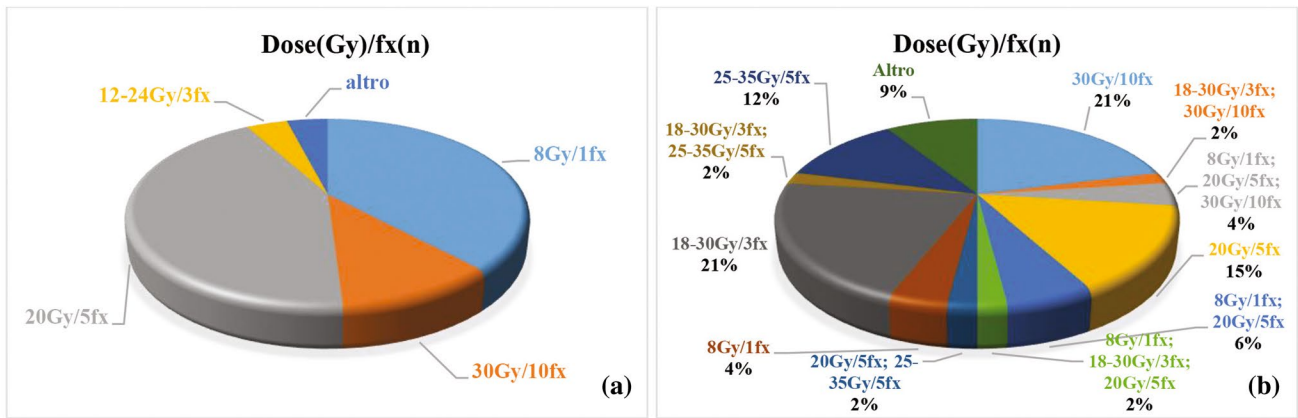 Dose(Gy)/fx(n)
altro
12-24Gy/3fx
8Gy/1fx
20Gy/5fx
30Gy/10fx
(a)
Dose(Gy)/fx(n)
Altro
9%
30Gy/10fx
21%
25-35Gy/5fx
12%
18-30Gy/3fx;
30Gy/10fx
2%
18-30Gy/3fx;
25-35Gy/5fx
2%
8Gy/1fx;
20Gy/5fx;
30Gy/10fx
4%
18-30Gy/3fx
21%
20Gy/5fx
15%
8Gy/1fx;
20Gy/5fx
6%
8Gy/1fx
4%
20Gy/5fx; 25-
35Gy/5fx
2%
8Gy/1fx;
18-30Gy/3fx;
20Gy/5fx
2%
(b)